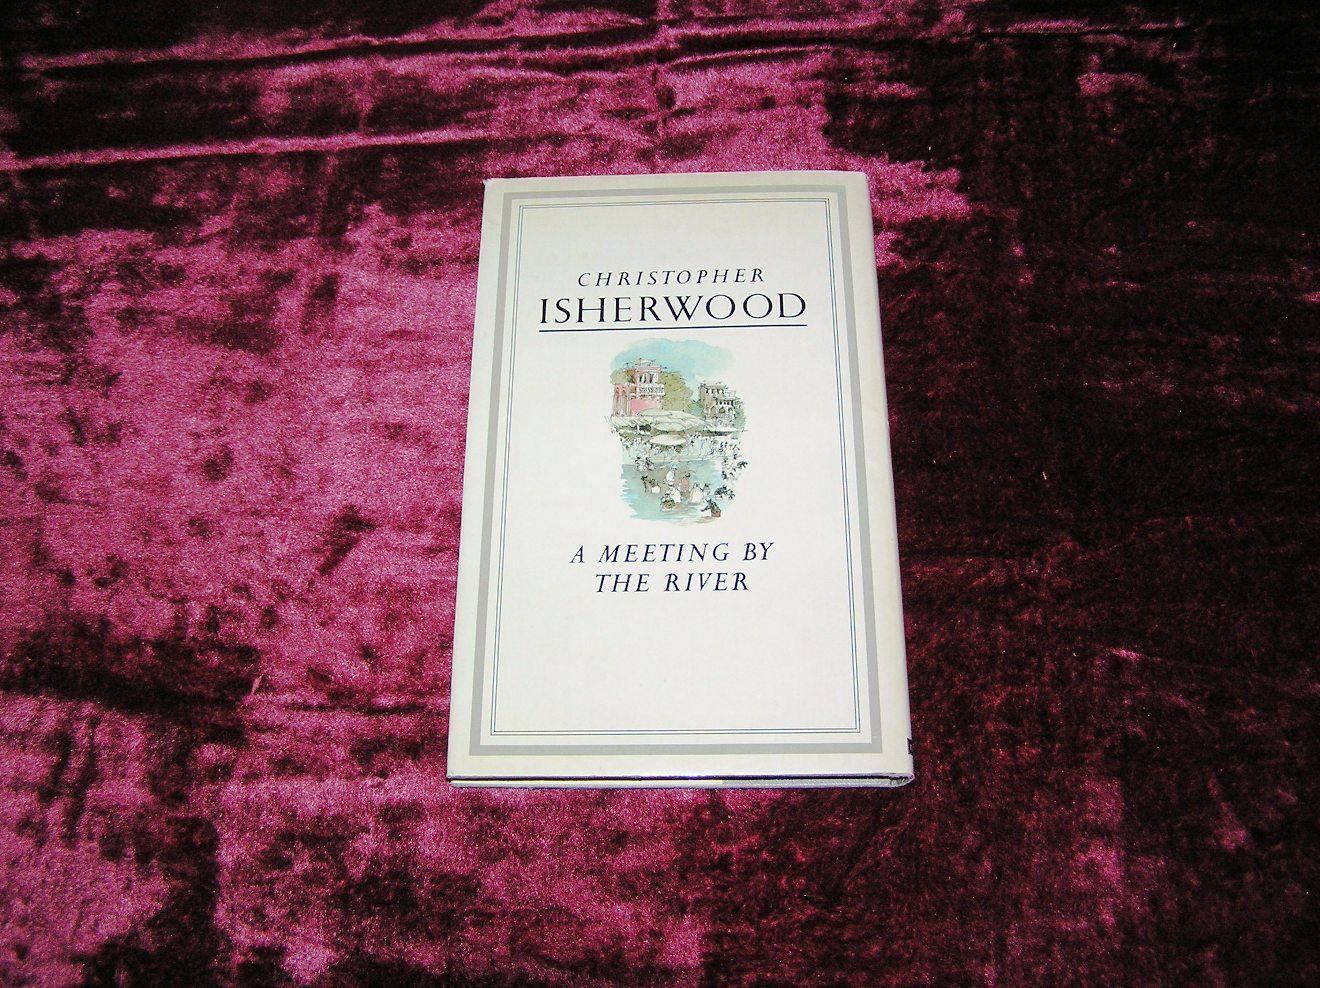 CHRISTOPHER
ISHERWOOD
A MEETING BY
THE RIVER